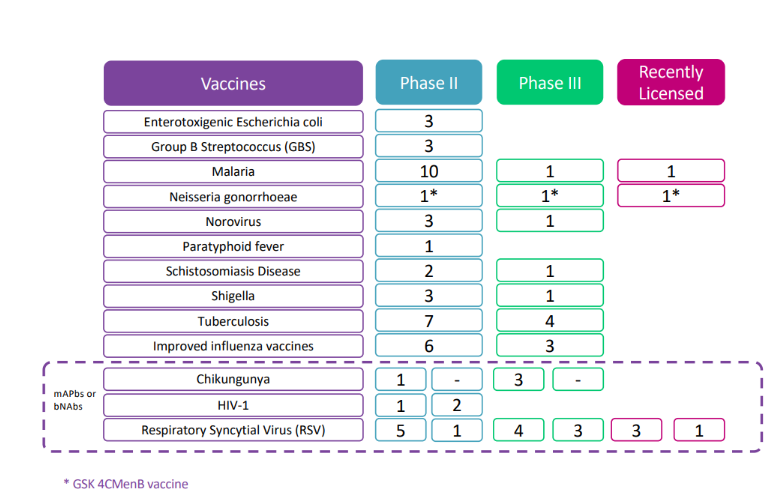 Vaccines Phase II Phase III Recently Licensed
Enterotoxigenic Escherichia coli 3
Group B Streptococcus (GBS) 3
Malaria 10 1 1
Neisseria gonorrhoeae 1* 1* 1*
Norovirus 3 1
Paratyphoid fever 1
Schistosomiasis Disease 2 1
Shigella 3 1
Tuberculosis 7 4
Improved influenza vaccines 6 3
mAPbs or bNAbs
Chikungunya 1 - 3 -
HIV-1 1 2
Respiratory Syncytial Virus (RSV) 5 1 4 3 3 1
* GSK 4CMenB vaccine